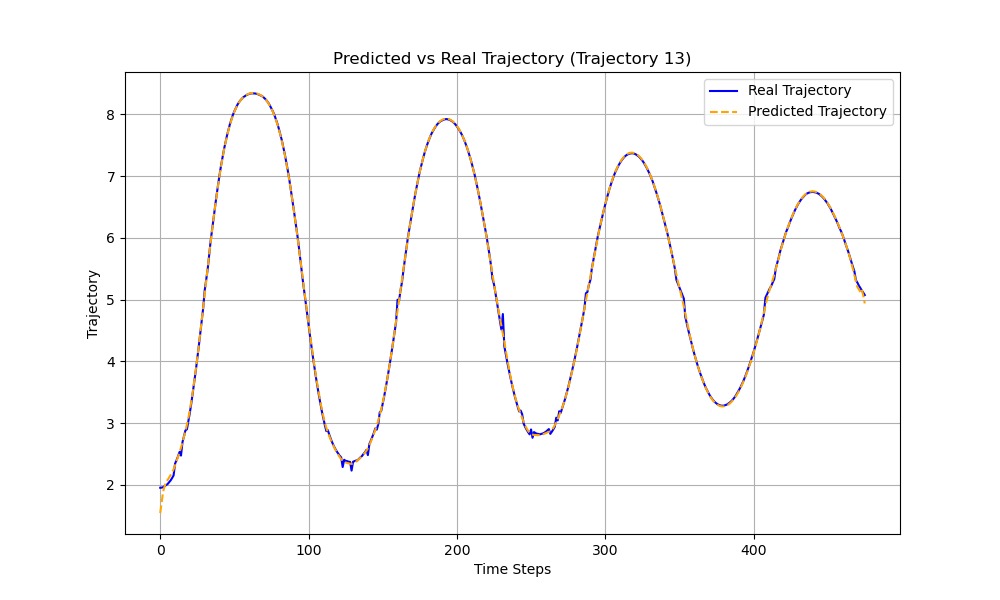 Predicted vs Real Trajectory (Trajectory 13)
Real Trajectory
Predicted Trajectory
Trajectory
8
7
6
5
4
3
2
0 100 200 300 400
Time Steps